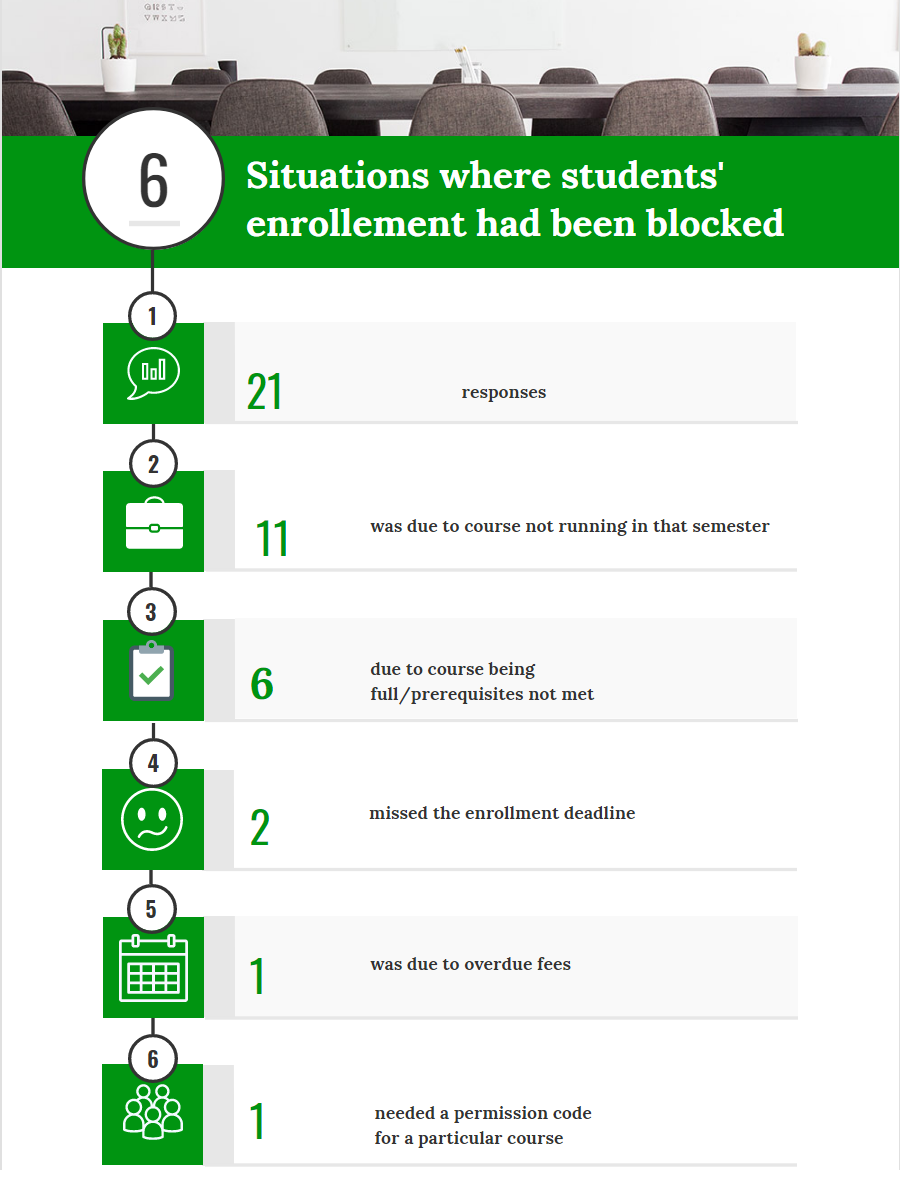 GRSTU
VWXYZ
6
Situations where students'
enrollement had been blocked
1
21
responses
2
11
was due to course not running in that semester
3
6
due to course being
full/prerequisites not met
4
2
missed the enrollment deadline
5
1
was due to overdue fees
6
1
needed a permission code
for a particular course